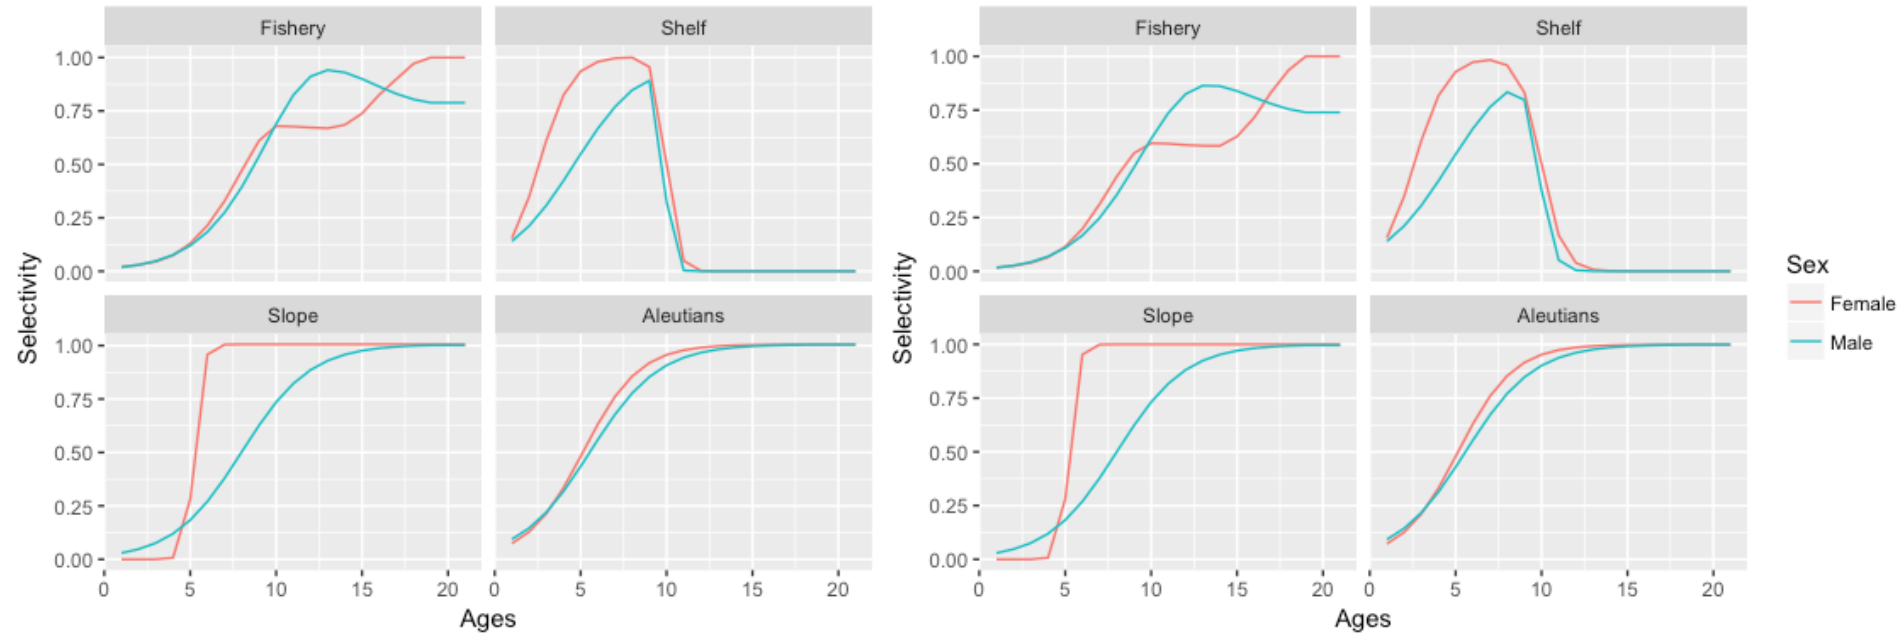 Fishery Shelf Fishery Shelf
1.00 1.00
0.75 0.75
0.50 0.50
0.25 0.25
0.00 0.00
Selectivity Selectivity
Sex
Female
Male
Slope Aleutians Slope Aleutians
1.00 1.00
0.75 0.75
0.50 0.50
0.25 0.25
0.00 0.00
0 5 10 15 20 0 5 10 15 20 0 5 10 15 20 0 5 10 15 20
Ages Ages